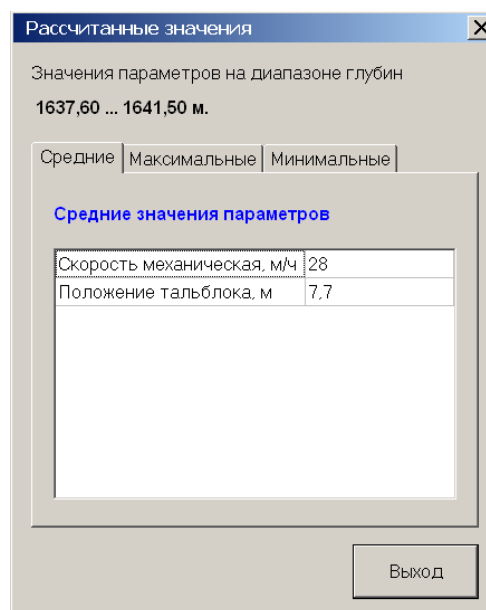 Рассчитанные значения
Значения параметров на диапазоне глубин
1637,60 ... 1641,50 м.
Средние Максимальные Минимальные
Средние значения параметров
Скорость механическая, м/ч 28
Положение тальблока, м 7,7
Выход